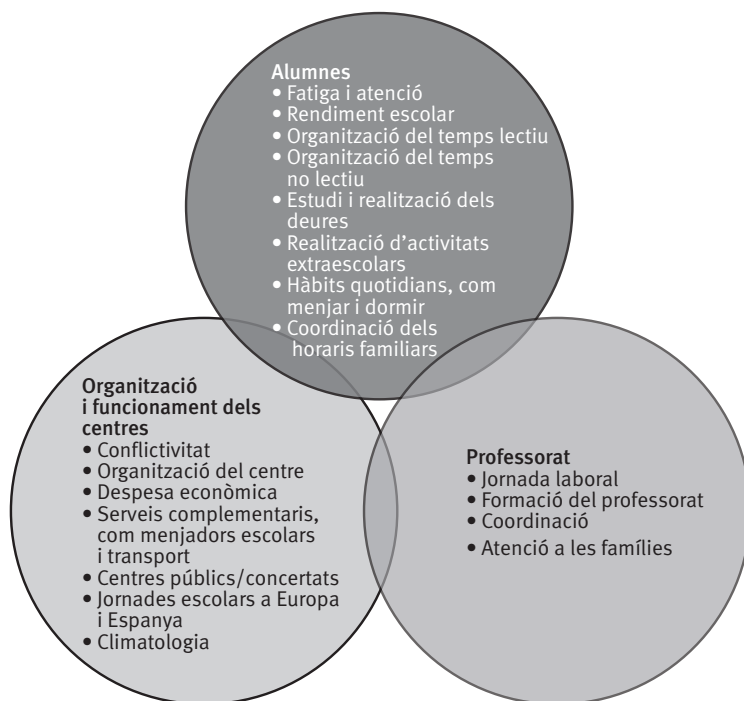 Alumnes
• Fatiga i atenció
• Rendiment escolar
• Organització del temps lectiu
• Organització del temps
no lectiu
• Estudi i realització dels
deures
• Realització d’activitats
extraescolars
• Hàbits quotidians, com
menjar i dormir
• Coordinació dels
horaris familiars
Organització
i funcionament dels
centres
• Conflictivitat
• Organització del centre
• Despesa econòmica
• Serveis complementaris,
com menjadors escolars
i transport
• Centres públics/concertats
• Jornades escolars a Europa
i Espanya
• Climatologia
Professorat
• Jornada laboral
• Formació del professorat
• Coordinació
• Atenció a les famílies